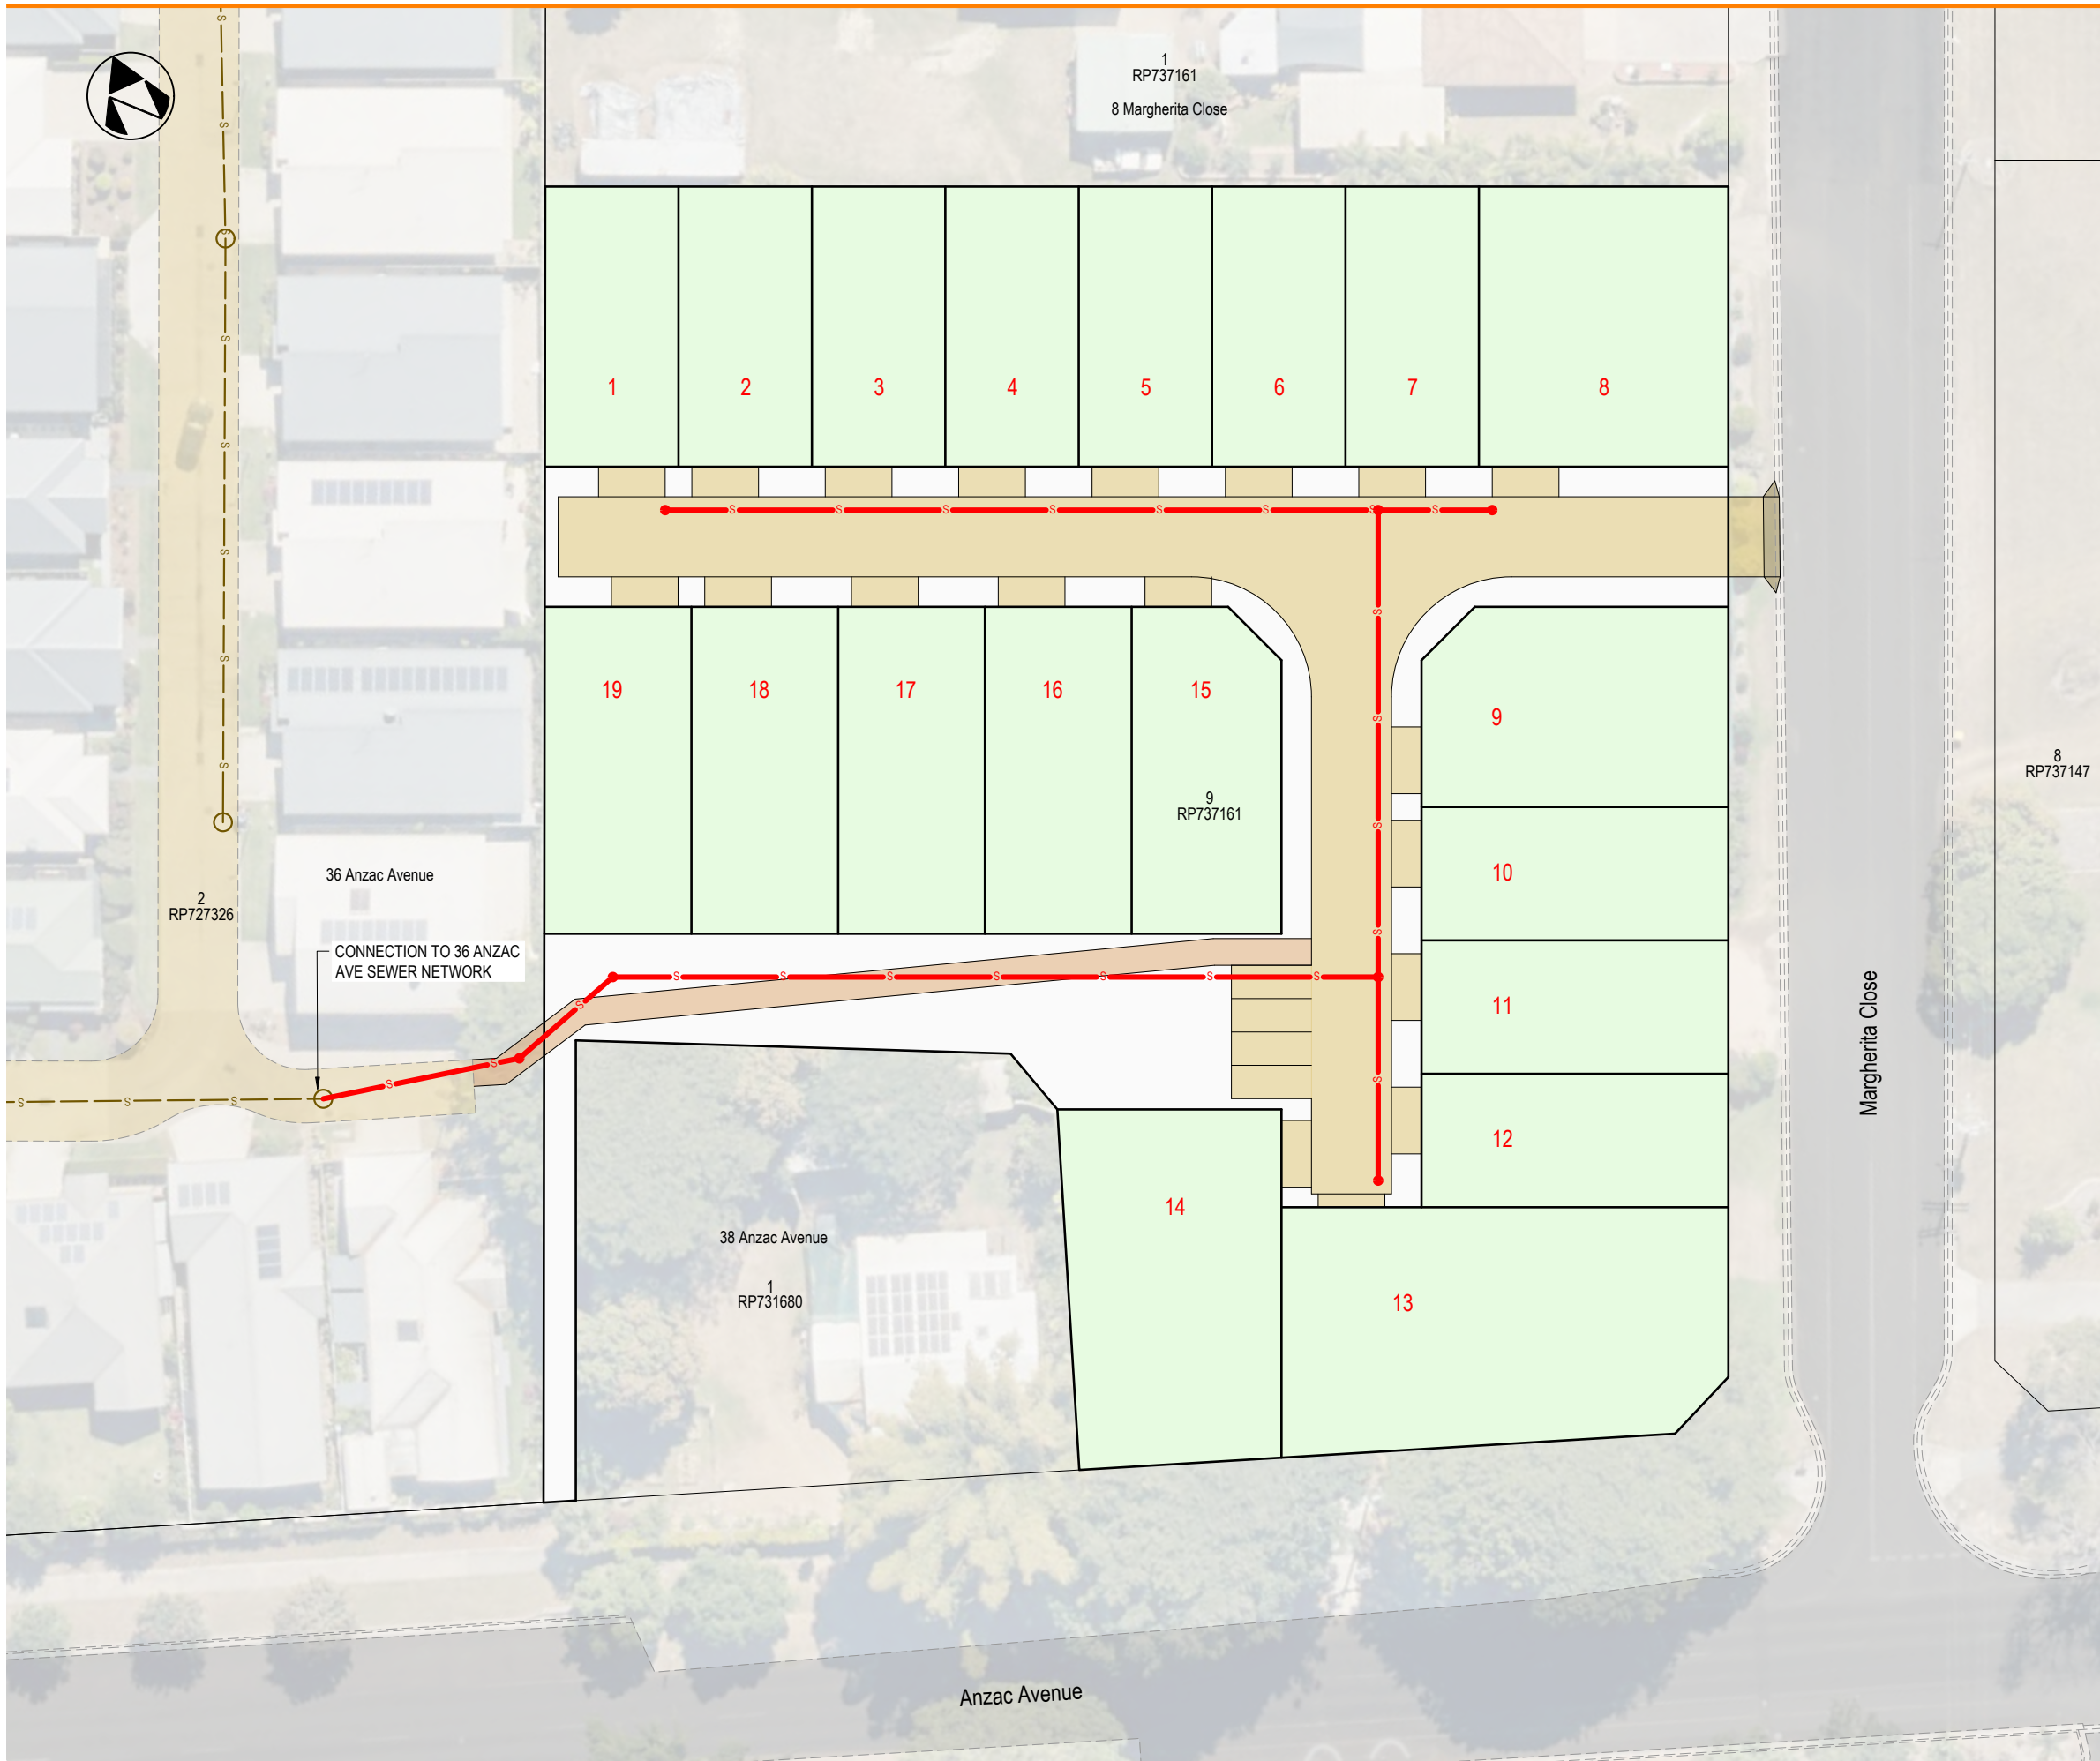 1
RP737161
8 Margherita Close
1
2
3
4
5
6
7
8
19
18
17
16
15
9
9
RP737161
10
11
12
8
RP737147
36 Anzac Avenue
2
RP727326
CONNECTION TO 36 ANZAC
AVE SEWER NETWORK
Margherita Close
14
13
38 Anzac Avenue
1
RP731680
Anzac Avenue